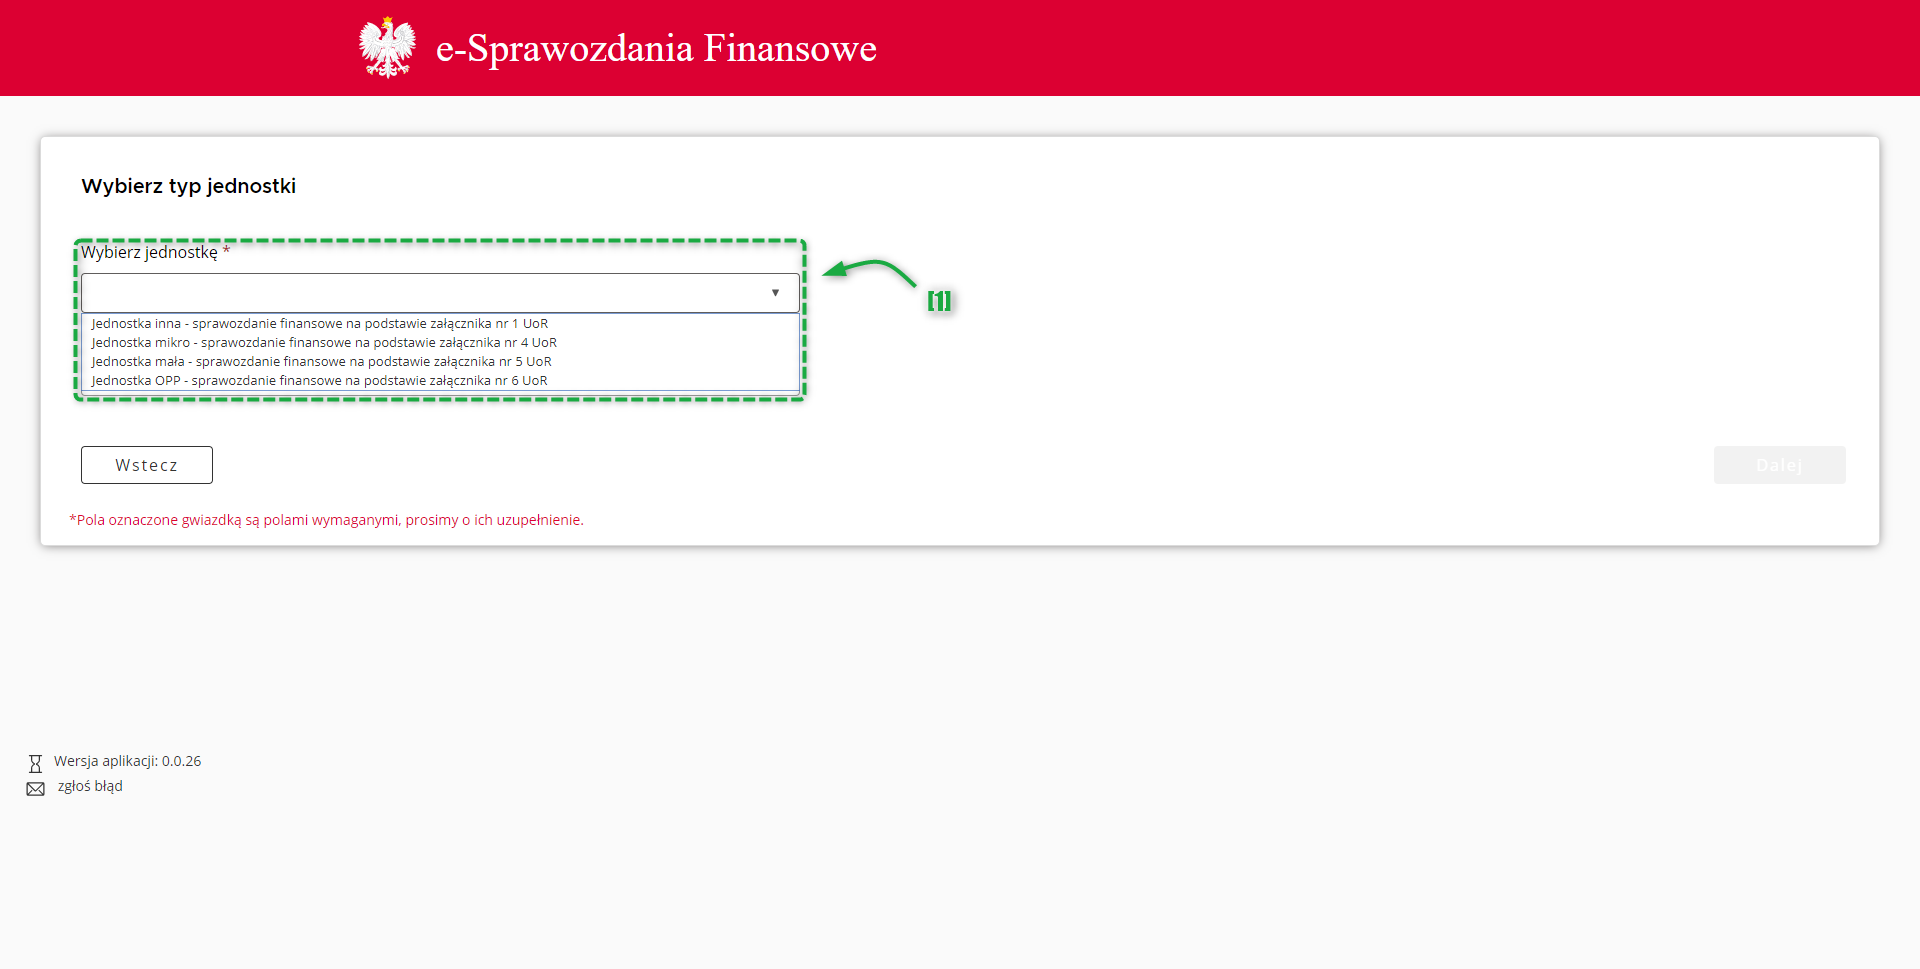 e-Sprawozdania Finansowe
Wybierz typ jednostki
Wybierz jednostkę *
[1]
Jednostka inna - sprawozdanie finansowe na podstawie załącznika nr 1 UoR
Jednostka mikro - sprawozdanie finansowe na podstawie załącznika nr 4 UoR
Jednostka mała - sprawozdanie finansowe na podstawie załącznika nr 5 UoR
Jednostka OPP - sprawozdanie finansowe na podstawie załącznika nr 6 UoR
Wstecz
Dalej
*Pola oznaczone gwiazdką są polami wymaganymi, prosimy o ich uzupełnienie.
Wersja aplikacji: 0.0.26
zgłoś błąd